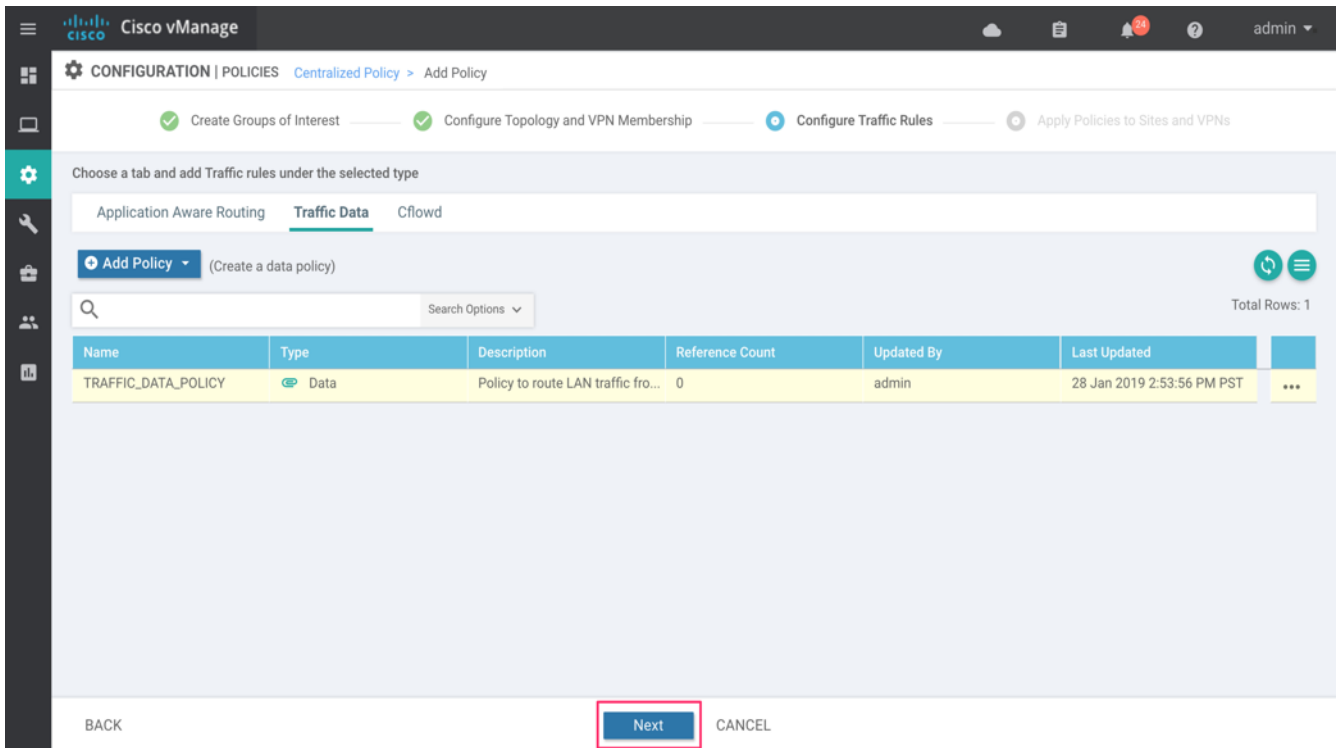 cisco Cisco vManage 24 admin
CONFIGURATION | POLICIES Centralized Policy > Add Policy
Create Groups of Interest Configure Topology and VPN Membership Configure Traffic Rules Apply Policies to Sites and VPNs
Choose a tab and add Traffic rules under the selected type
Application Aware Routing Traffic Data Cflowd
Add Policy (Create a data policy)
Search Options Total Rows: 1
Name Type Description Reference Count Updated By Last Updated
TRAFFIC_DATA_POLICY Data Policy to route LAN traffic fro... 0 admin 28 Jan 2019 2:53:56 PM PST
BACK Next CANCEL